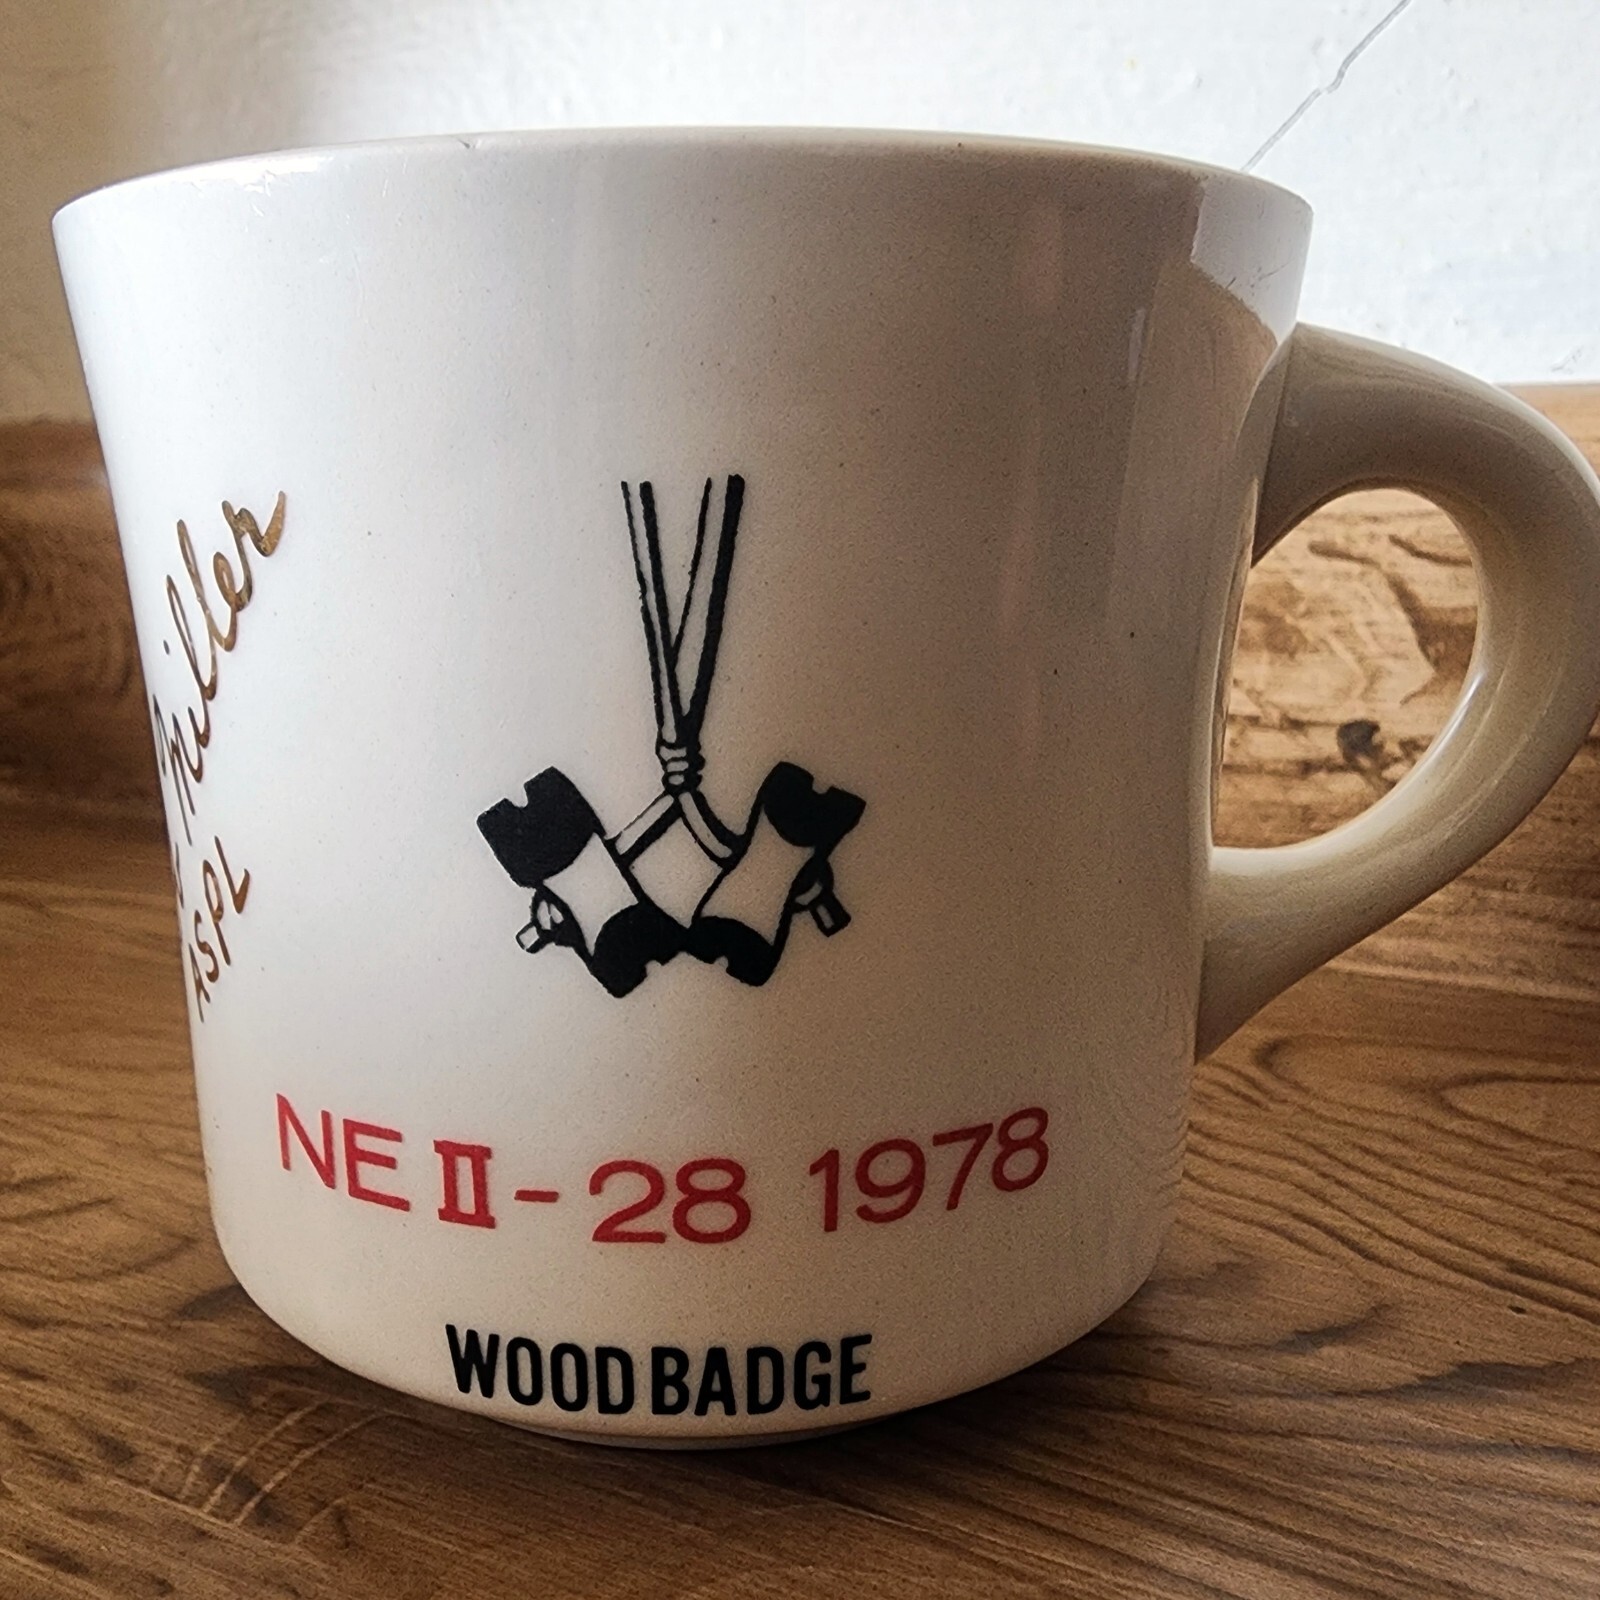 Miller
ASPL
NE II-28 1978
WOOD BADGE